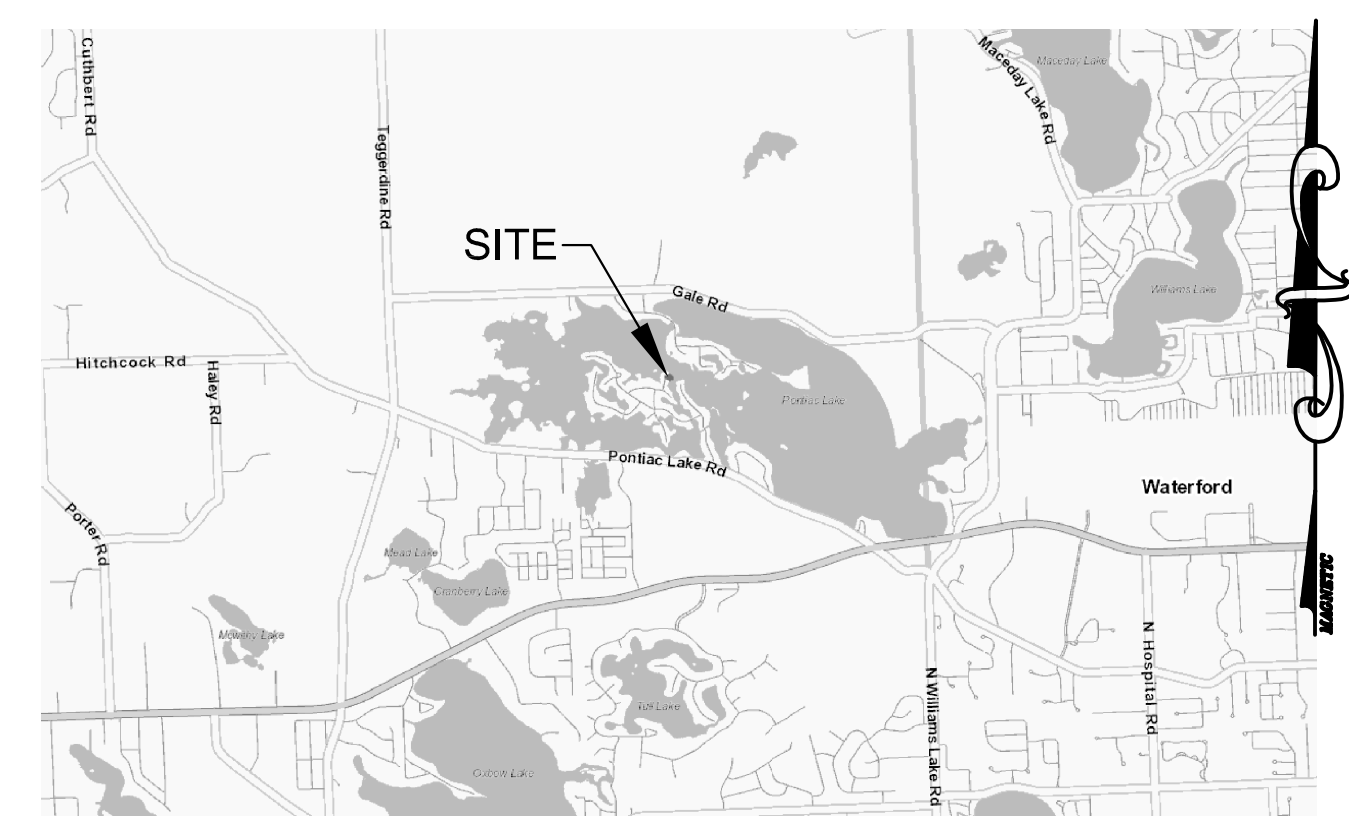 Cuthbert Rd
Teggerdine Rd
Maceday Lake Rd
Maceday Lake
SITE
Gale Rd
Williams Lake
Hitchcock Rd
Haley Rd
Pontiac Lake
Pontiac Lake Rd
Waterford
Porter Rd
Mead Lake
Cranberry Lake
Mowery Lake
Tull Lake
N Williams Lake Rd
N Hospital Rd
Oxbow Lake
MAGNETIC